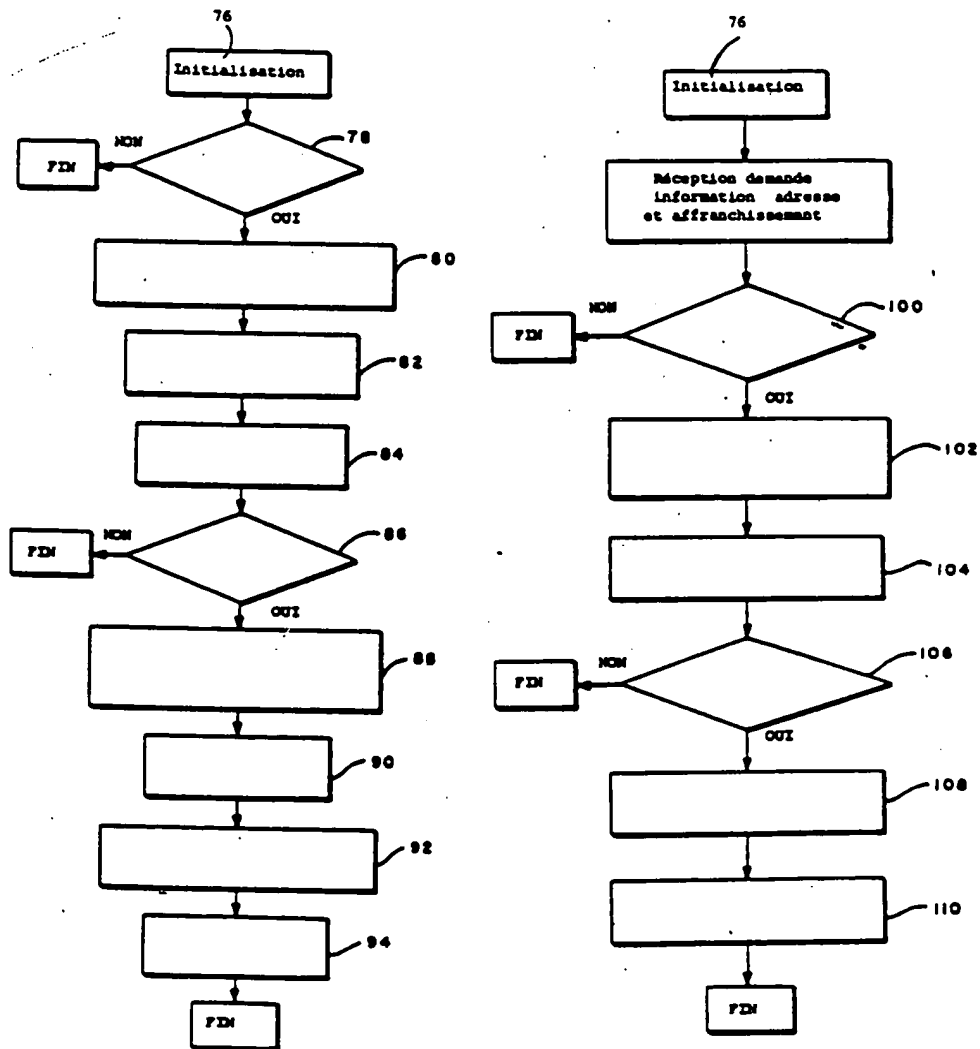 76
Initialisation
78
NON
FIN
OUI
80
82
84
86
NON
FIN
OUI
88
90
92
94
FIN
76
Initialisation
Réception demande
information adresse
et affranchissement
100
NON
FIN
OUI
102
104
106
NON
FIN
OUI
108
110
FIN